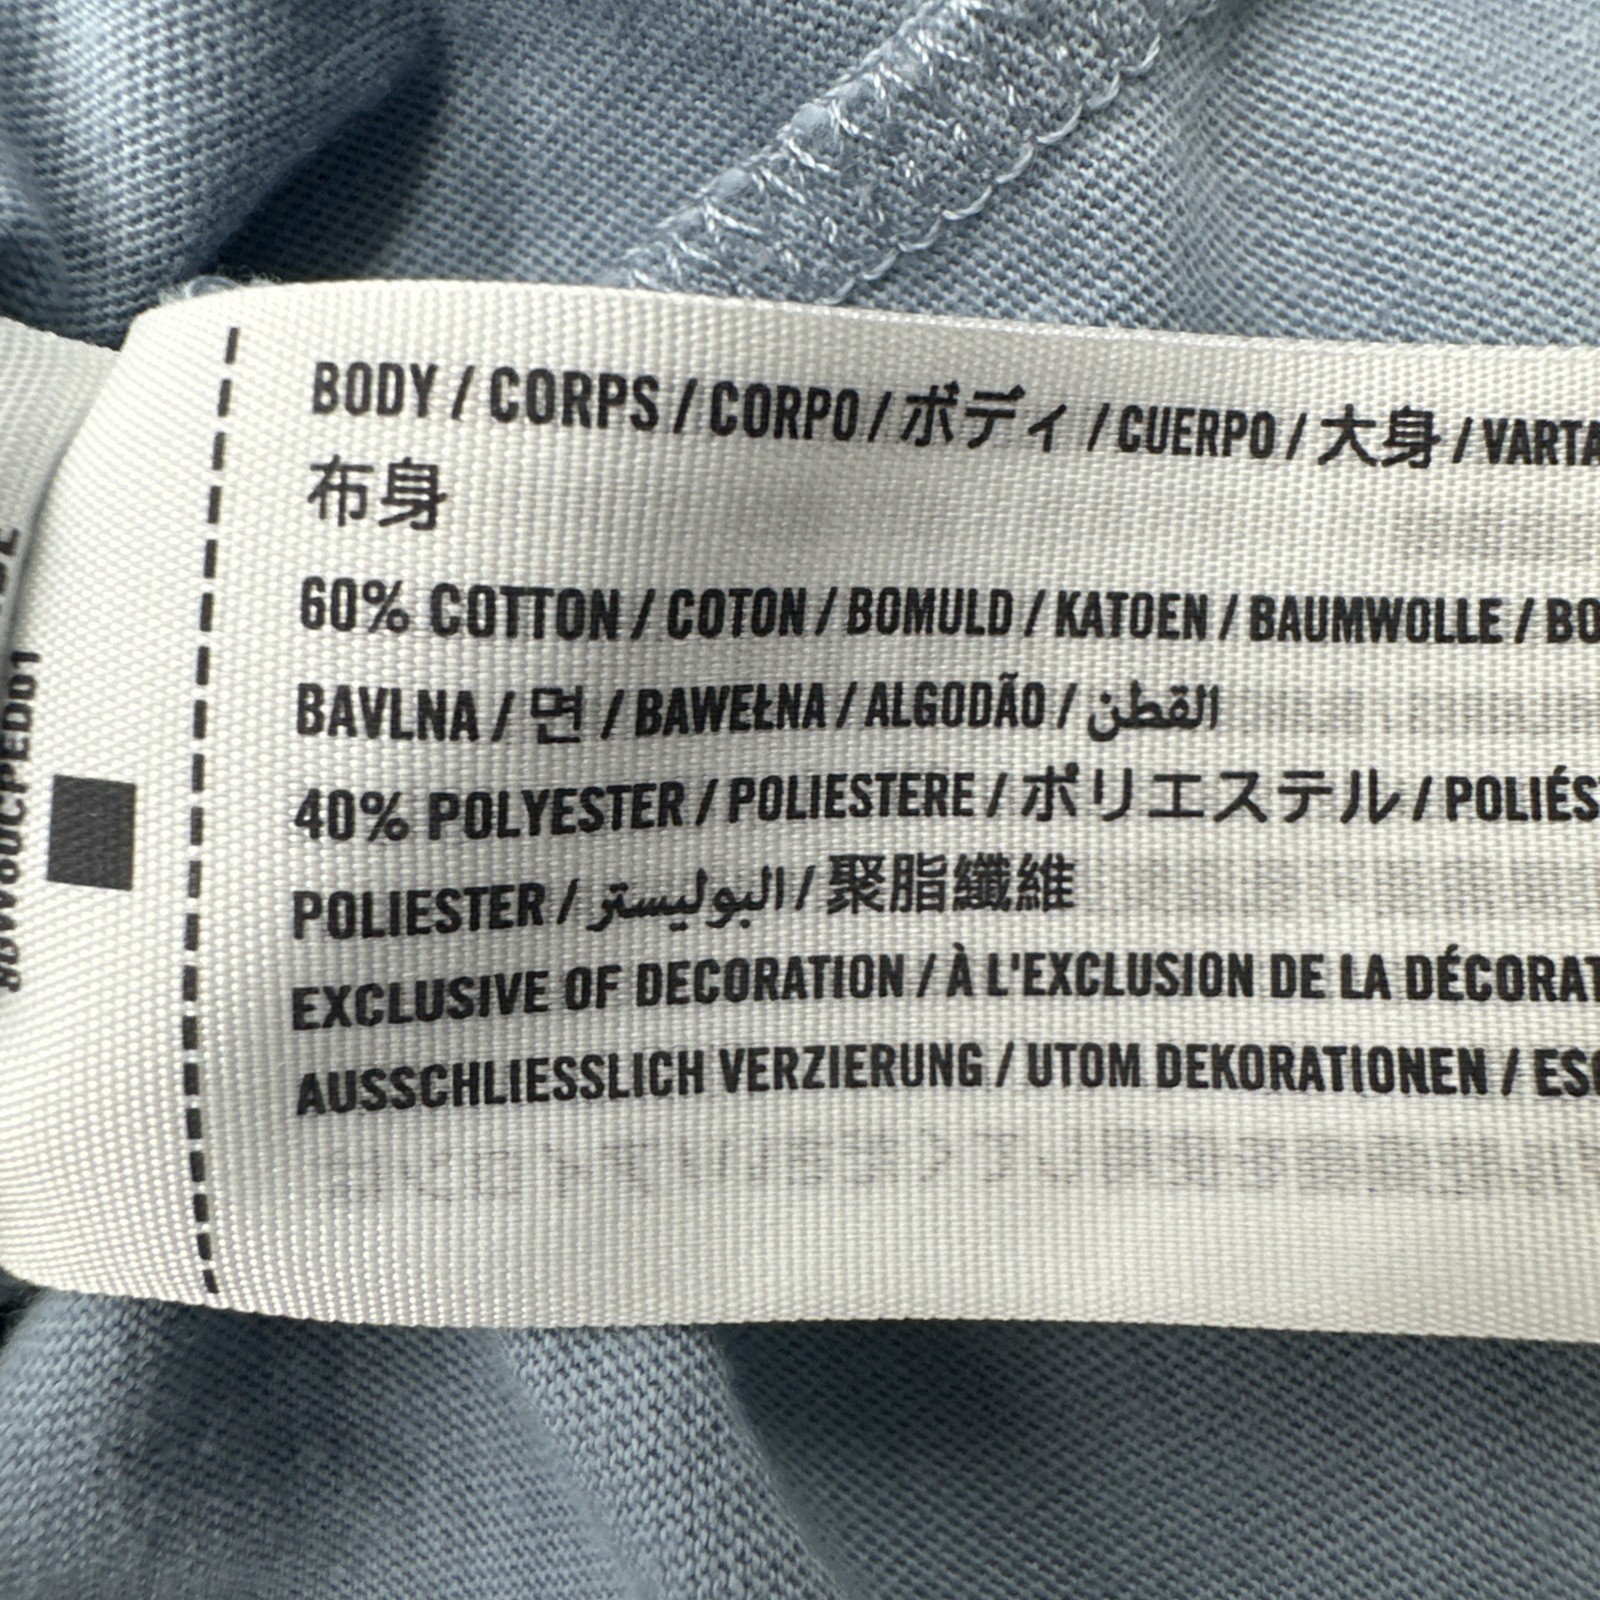 BODY / CORPS / CORPO / ボディ / CUERPO / 大身 / VARTA
布身
60% COTTON / COTON / BOMULD / KATOEN / BAUMWOLLE / BO
BAVLNA / 면 / BAWEŁNA / ALGODÃO / القطن
40% POLYESTER / POLIESTERE / ポリエステル / POLIÉS
POLIESTER / البوليستر / 聚脂纖維
EXCLUSIVE OF DECORATION / À L'EXCLUSION DE LA DÉCORAT
AUSSCHLIESSLICH VERZIERUNG / UTOM DEKORATIONEN / ES